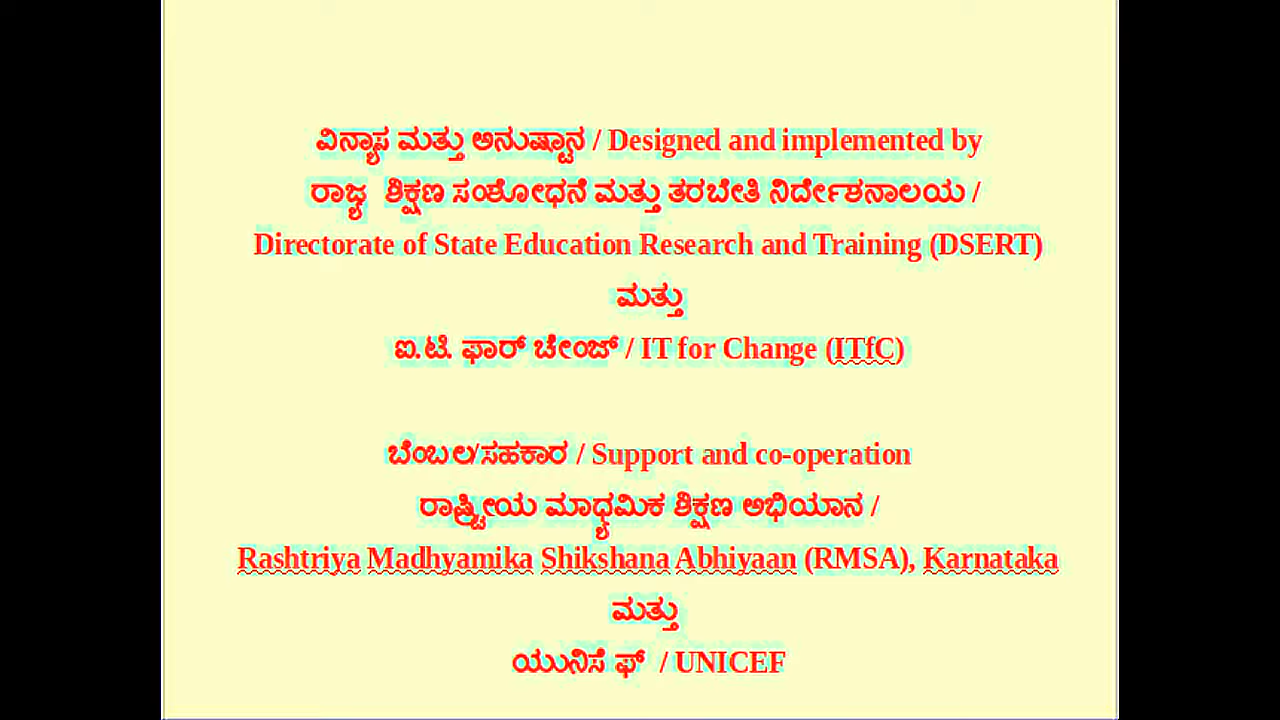 ವಿನ್ಯಾಸ ಮತ್ತು ಅನುಷ್ಠಾನ / Designed and implemented by
ರಾಜ್ಯ ಶಿಕ್ಷಣ ಸಂಶೋಧನೆ ಮತ್ತು ತರಬೇತಿ ನಿರ್ದೇಶನಾಲಯ /
Directorate of State Education Research and Training (DSERT)
ಮತ್ತು
ಐ.ಟಿ. ಫಾರ್ ಚೇಂಜ್ / IT for Change (ITfC)
ಬೆಂಬಲ/ಸಹಕಾರ / Support and co-operation
ರಾಷ್ಟ್ರೀಯ ಮಾಧ್ಯಮಿಕ ಶಿಕ್ಷಣ ಅಭಿಯಾನ /
Rashtriya Madhyamika Shikshana Abhiyaan (RMSA), Karnataka
ಮತ್ತು
ಯುನಿಸೆಫ್ / UNICEF